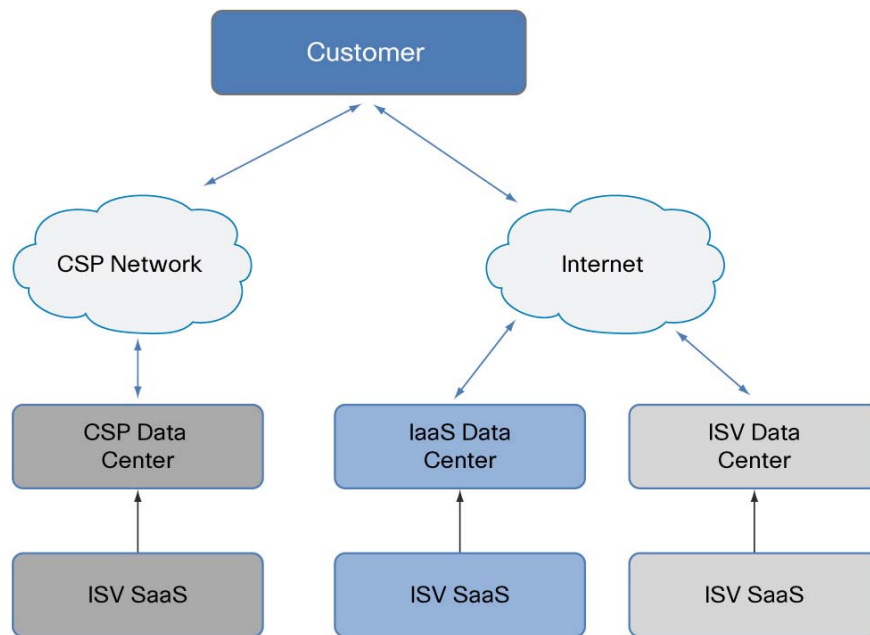 Customer
CSP Network
Internet
CSP Data
Center
IaaS Data
Center
ISV Data
Center
ISV SaaS
ISV SaaS
ISV SaaS